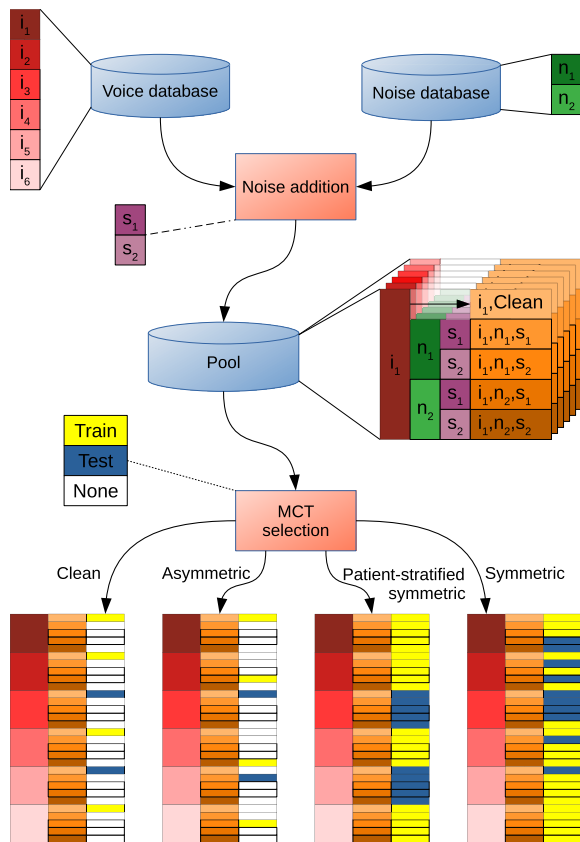 i1
i2
i3
i4
i5
i6
Voice database
Noise database
n1
n2
Noise addition
s1
s2
Pool
i1
n1
n2
s1
s2
s1
s2
i1,Clean
i1,n1,s1
i1,n1,s2
i1,n2,s1
i1,n2,s2
Train
Test
None
MCT
selection
Clean
Asymmetric
Patient-stratified
symmetric
Symmetric